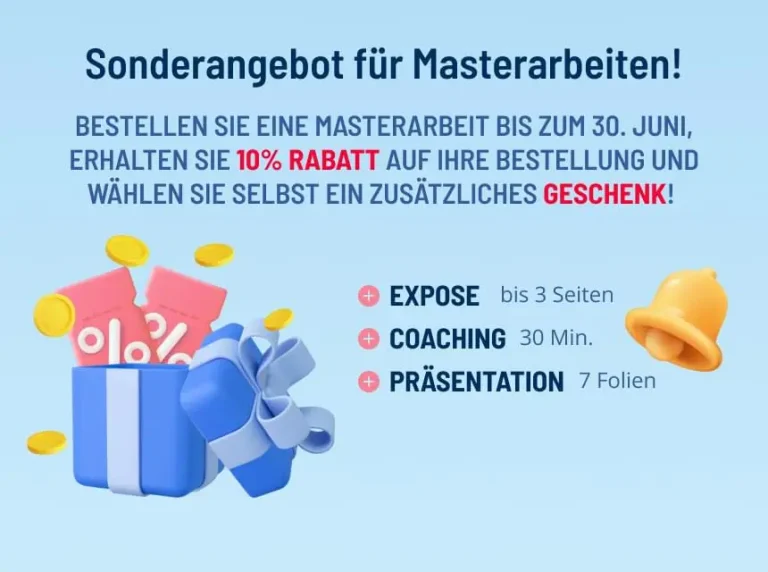 Sonderangebot für Masterarbeiten!
BESTELLEN SIE EINE MASTERARBEIT BIS ZUM 30. JUNI,
ERHALTEN SIE 10% RABATT AUF IHRE BESTELLUNG UND
WÄHLEN SIE SELBST EIN ZUSÄTZLICHES GESCHENK!
EXPOSE bis 3 Seiten
COACHING 30 Min.
PRÄSENTATION 7 Folien